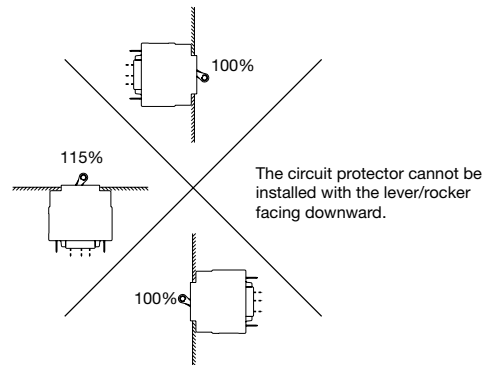 100%
115%
The circuit protector cannot be
installed with the lever/rocker
facing downward.
100%